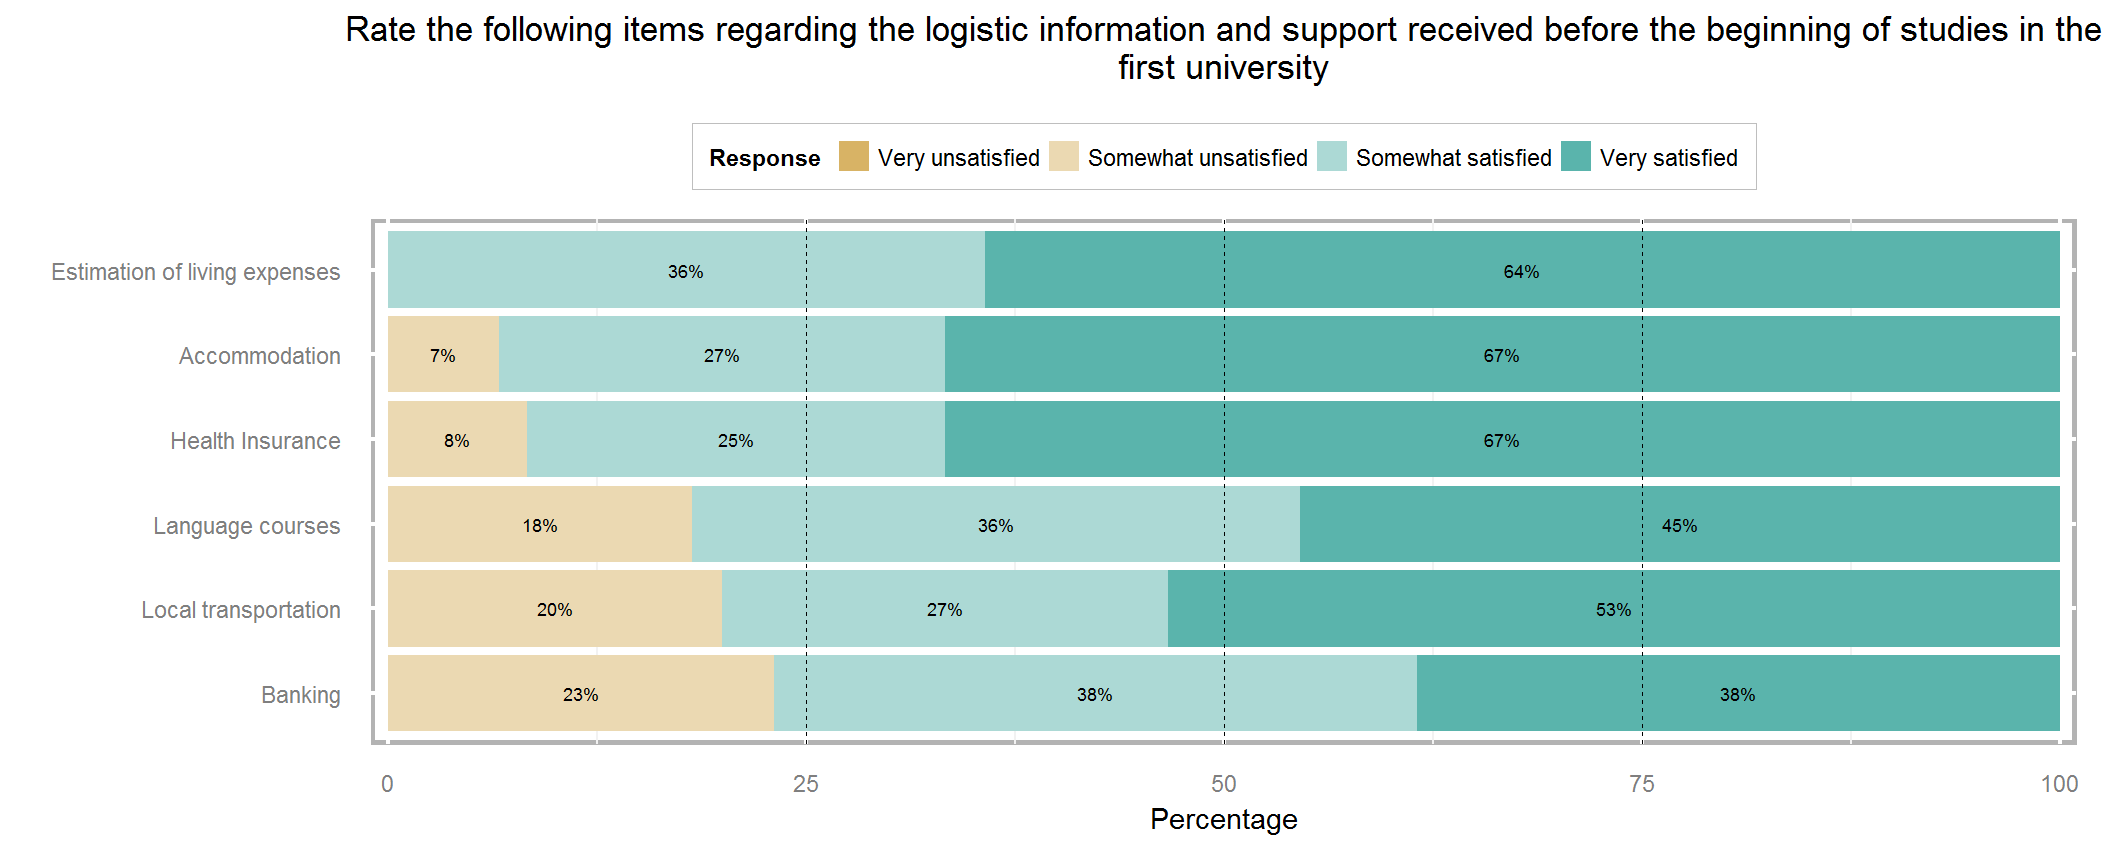 Rate the following items regarding the logistic information and support received before the beginning of studies in the
first university
Response Very unsatisfied Somewhat unsatisfied Somewhat satisfied Very satisfied
Estimation of living expenses 36% 64%
Accommodation 7% 27% 67%
Health Insurance 8% 25% 67%
Language courses 18% 36% 45%
Local transportation 20% 27% 53%
Banking 23% 38% 38%
0 25 50 75 100
Percentage